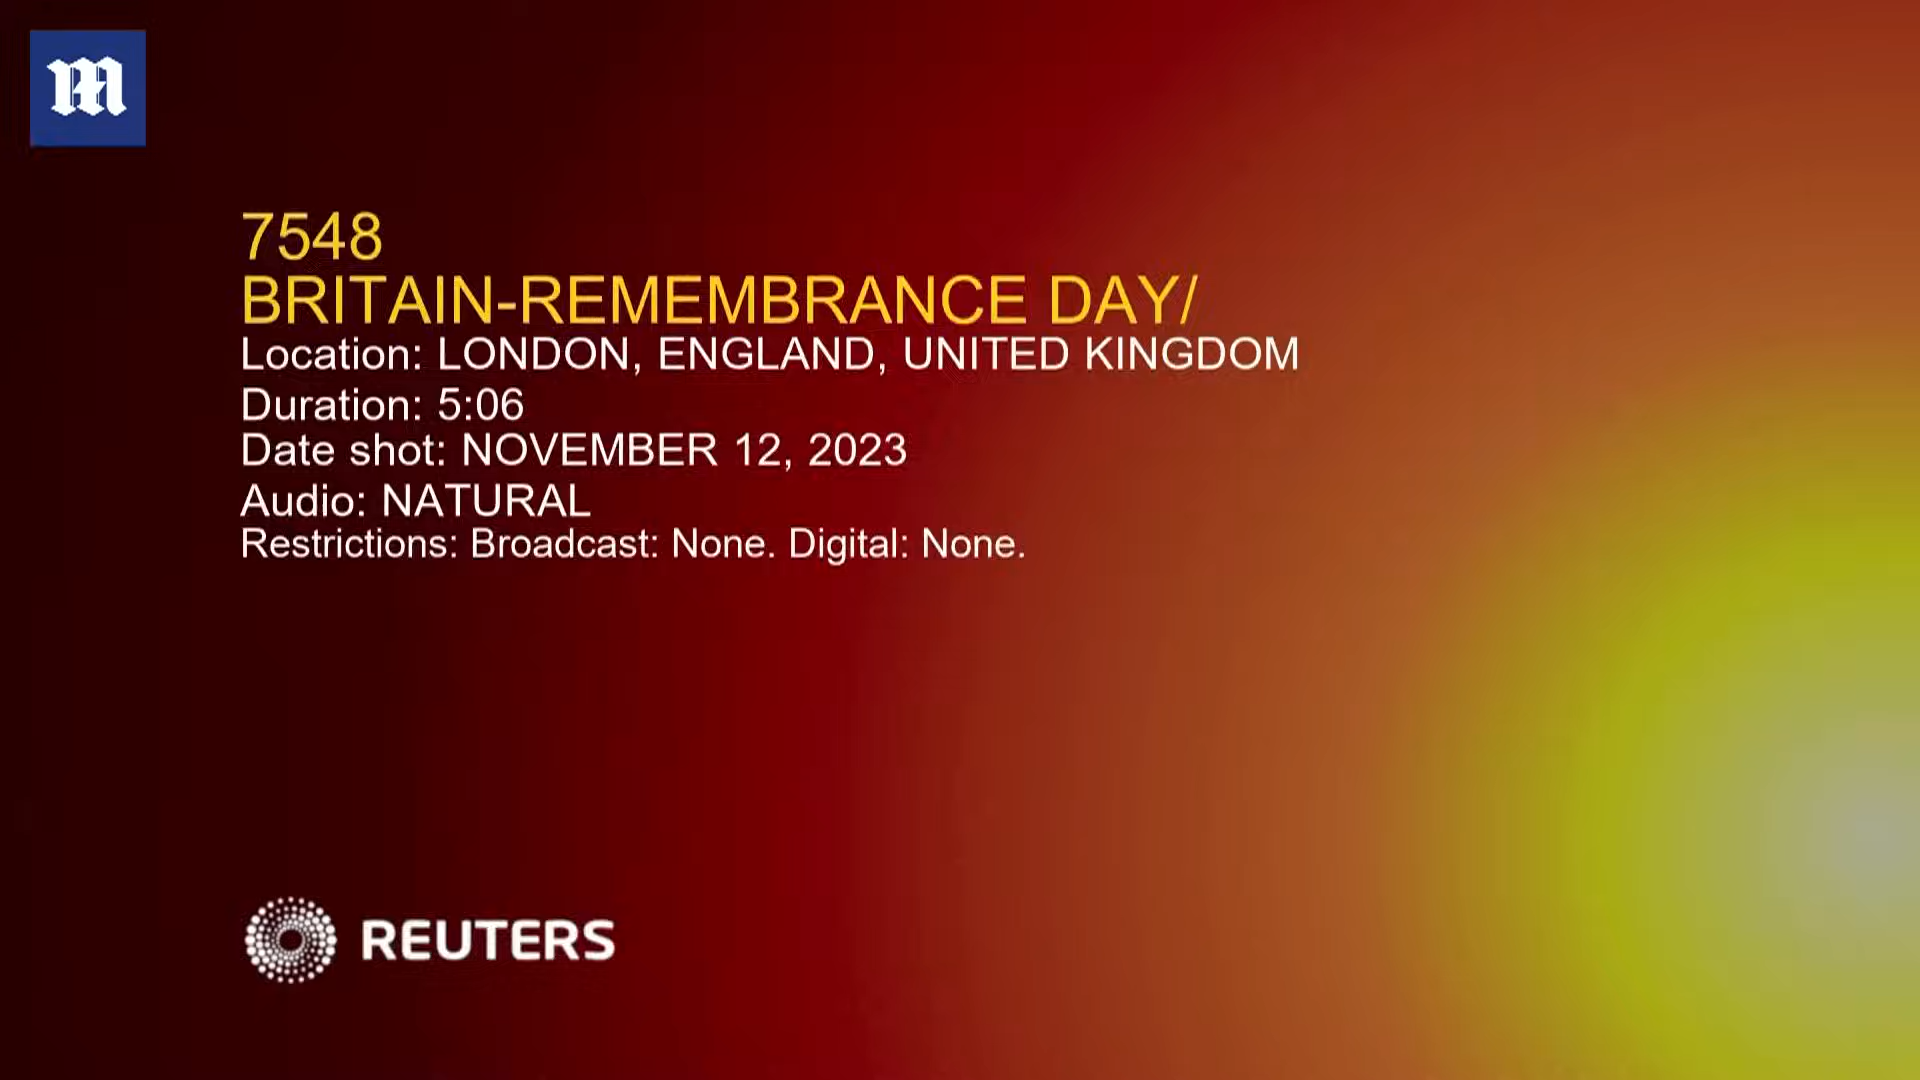 7548
BRITAIN-REMEMBRANCE DAY/
Location: LONDON, ENGLAND, UNITED KINGDOM
Duration: 5:06
Date shot: NOVEMBER 12, 2023
Audio: NATURAL
Restrictions: Broadcast: None. Digital: None.
REUTERS